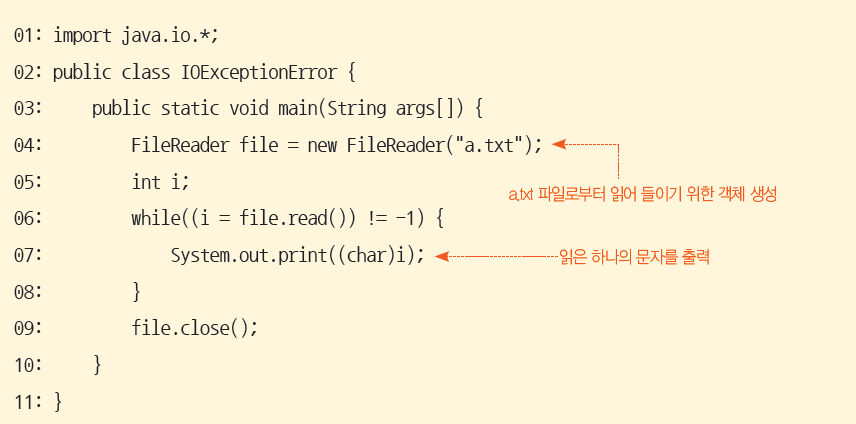 01: import java.io.*;
02: public class IOExceptionError {
03:     public static void main(String args[]) {
04:         FileReader file = new FileReader("a.txt");
05:         int i;
a.txt 파일로부터 읽어 들이기 위한 객체 생성
06:         while((i = file.read()) != -1) {
07:             System.out.print((char)i); 읽은 하나의 문자를 출력
08:         }
09:         file.close();
10:     }
11: }